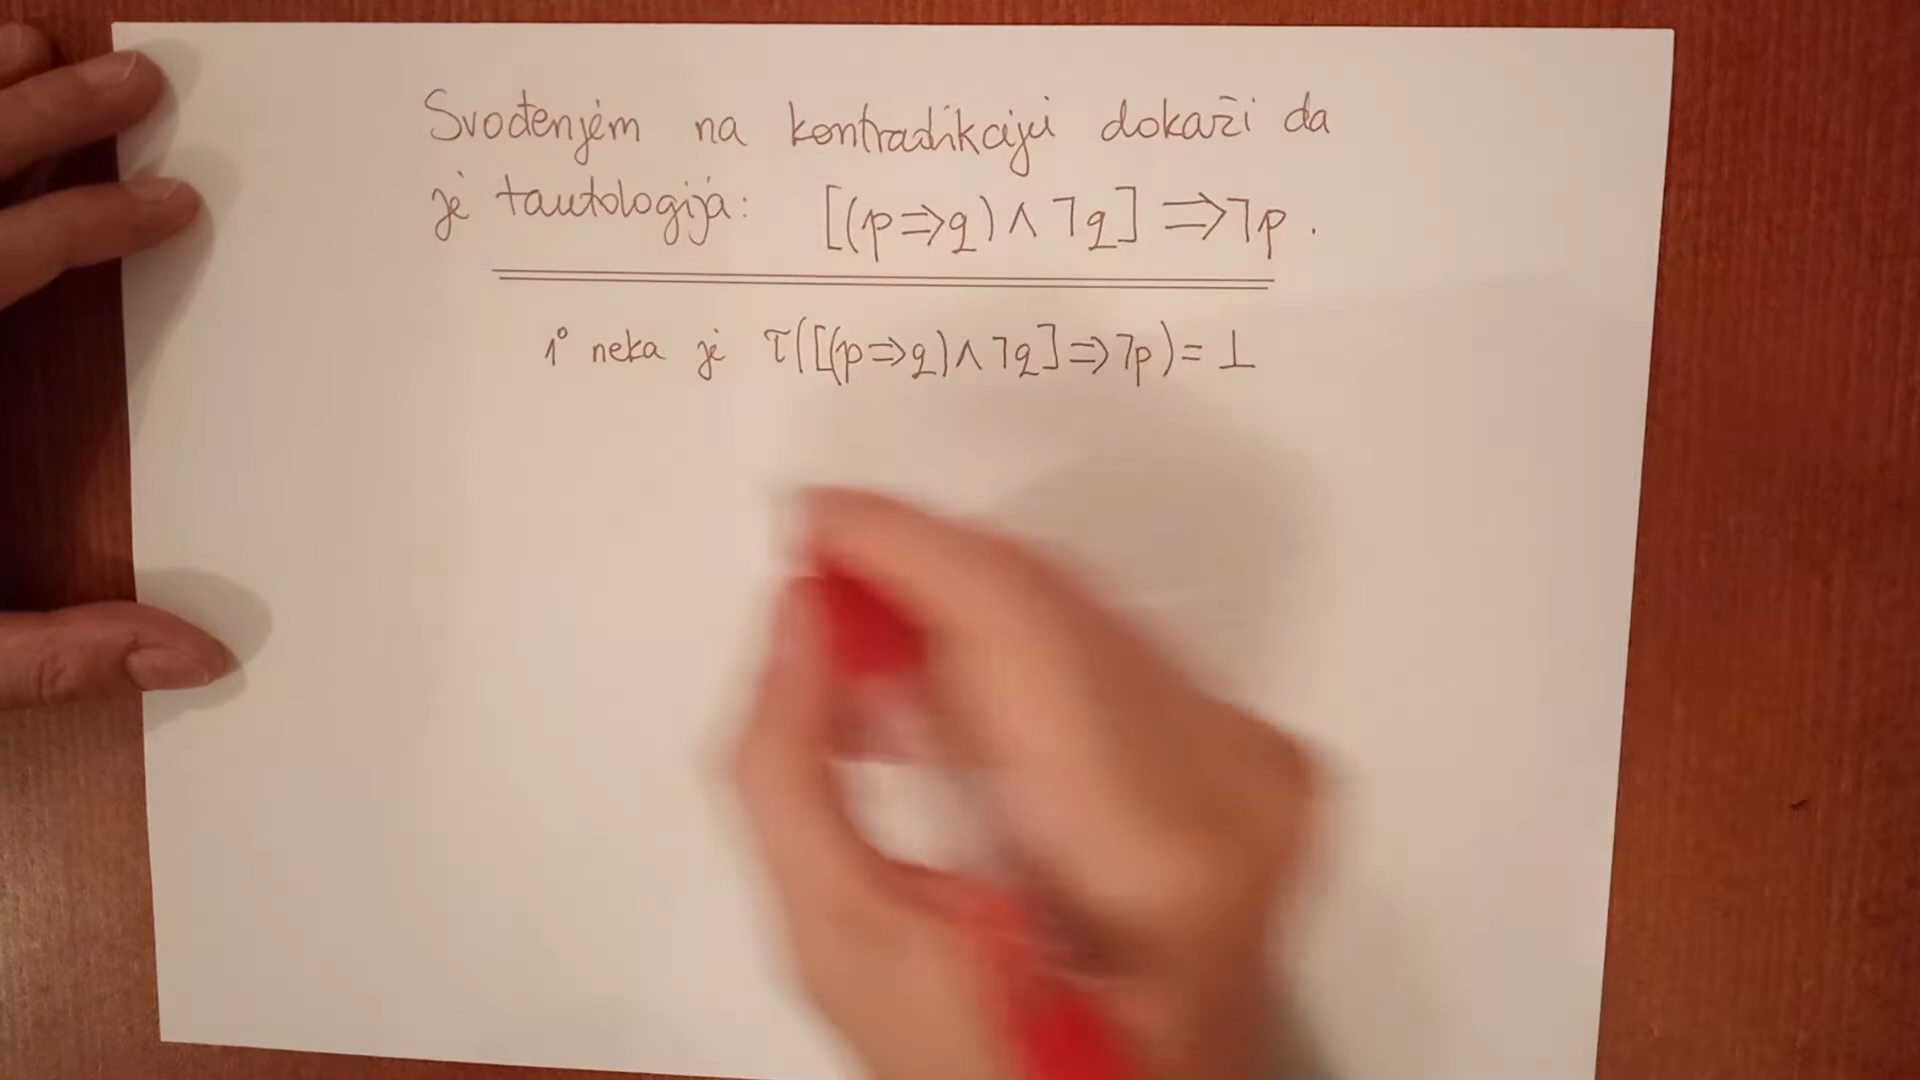 Svođenjem na kontradikciju dokaži da
je tautologija: [(p⇒q)∧⅂q]⇒⅂p.
1° neka je τ([(p⇒q)∧⅂q]⇒⅂p)=⊥